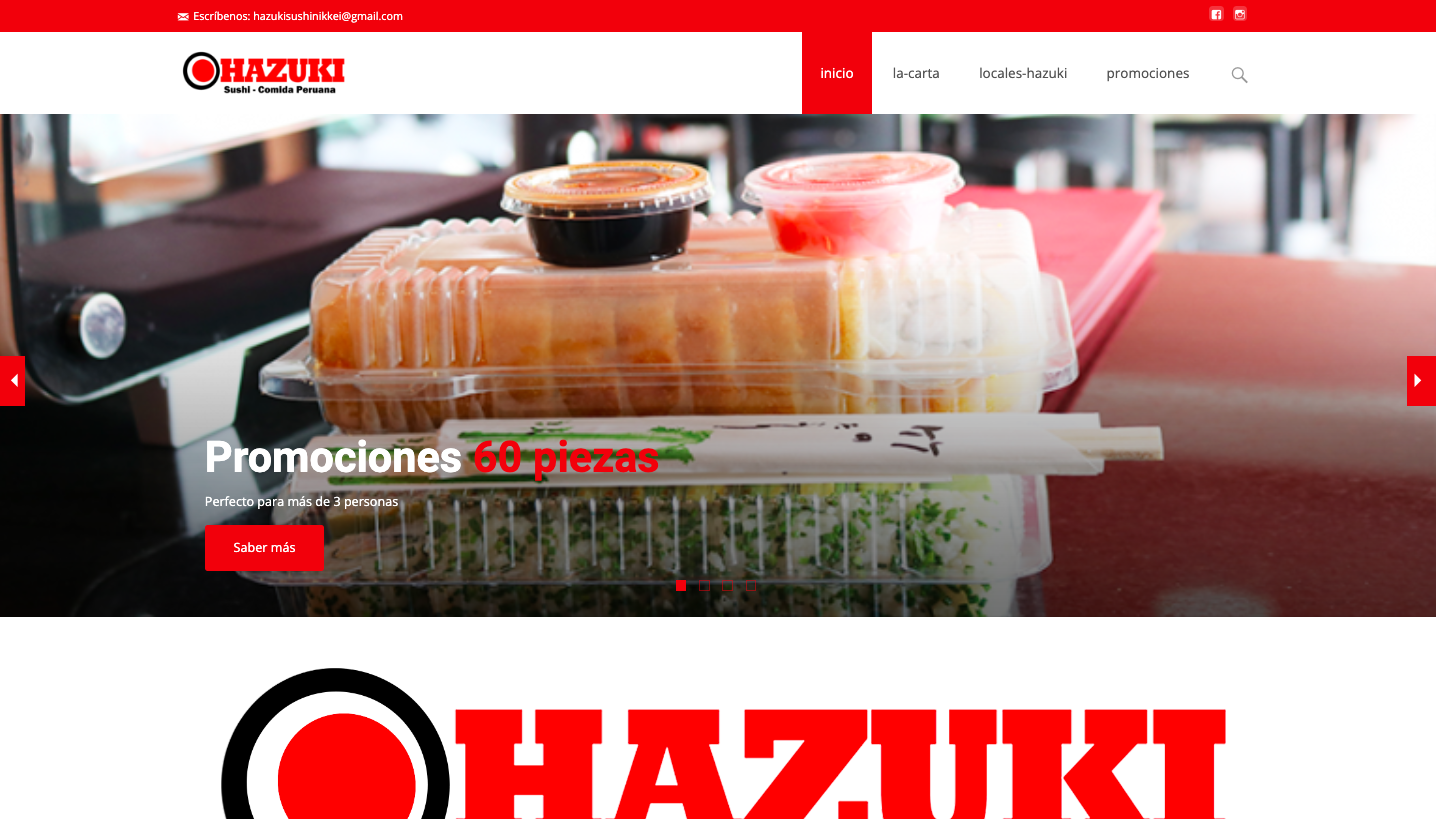 Escríbenos: hazukisushinikkei@gmail.com
HAZUKI
Sushi - Comida Peruana
inicio
la-carta
locales-hazuki
promociones
Promociones 60 piezas
Perfecto para más de 3 personas
Saber más
HAZUKI